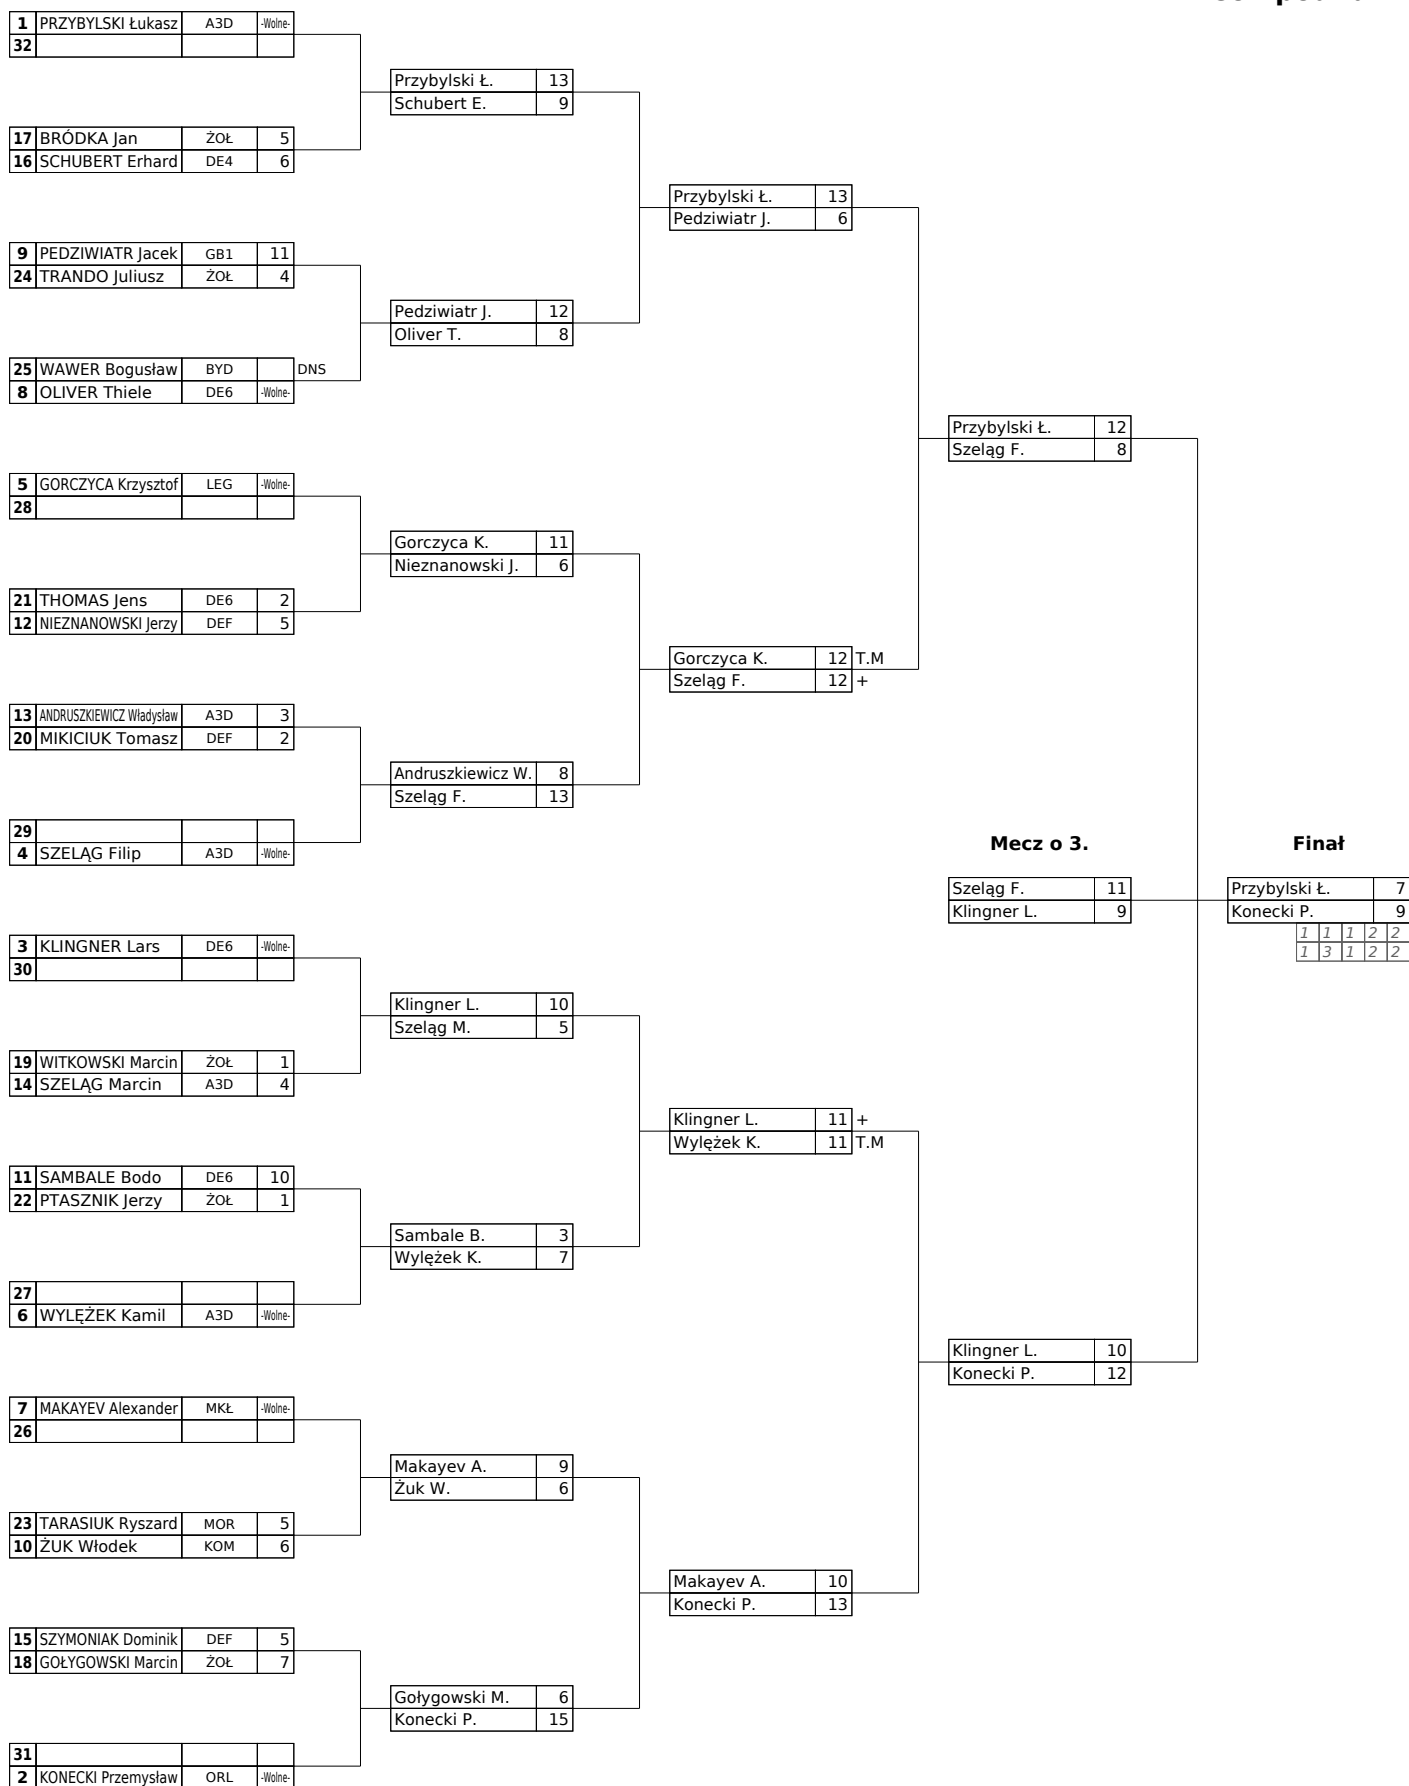 1 PRZYBYLSKI Łukasz A3D -Wolne-
32
Przybylski Ł. 13
Schubert E. 9
17 BRÓDKA Jan ŻOŁ 5
16 SCHUBERT Erhard DE4 6
Przybylski Ł. 13
Pedziwiatr J. 6
9 PEDZIWIATR Jacek GB1 11
24 TRANDO Juliusz ŻOŁ 4
Pedziwiatr J. 12
Oliver T. 8
25 WAWER Bogusław BYD DNS
8 OLIVER Thiele DE6 -Wolne-
Przybylski Ł. 12
Szeląg F. 8
5 GORCZYCA Krzysztof LEG -Wolne-
28
Gorczyca K. 11
Nieznanowski J. 6
21 THOMAS Jens DE6 2
12 NIEZNANOWSKI Jerzy DEF 5
Gorczyca K. 12 T.M
Szeląg F. 12 +
13 ANDRUSZKIEWICZ Władysław A3D 3
20 MIKICIUK Tomasz DEF 2
Andruszkiewicz W. 8
Szeląg F. 13
29
4 SZELĄG Filip A3D -Wolne-
Mecz o 3. Finał
Szeląg F. 11 Przybylski Ł. 7
Klingner L. 9 Konecki P. 9
1 1 1 2 2
1 3 1 2 2
3 KLINGNER Lars DE6 -Wolne-
30
Klingner L. 10
Szeląg M. 5
19 WITKOWSKI Marcin ŻOŁ 1
14 SZELĄG Marcin A3D 4
Klingner L. 11 +
Wylężek K. 11 T.M
11 SAMBALE Bodo DE6 10
22 PTASZNIK Jerzy ŻOŁ 1
Sambale B. 3
Wylężek K. 7
27
6 WYLĘŻEK Kamil A3D -Wolne-
Klingner L. 10
Konecki P. 12
7 MAKAYEV Alexander MKŁ -Wolne-
26
Makayev A. 9
Żuk W. 6
23 TARASIUK Ryszard MOR 5
10 ŻUK Włodek KOM 6
Makayev A. 10
Konecki P. 13
15 SZYMONIAK Dominik DEF 5
18 GOŁYGOWSKI Marcin ŻOŁ 7
Gołygowski M. 6
Konecki P. 15
31
2 KONECKI Przemysław ORL -Wolne-